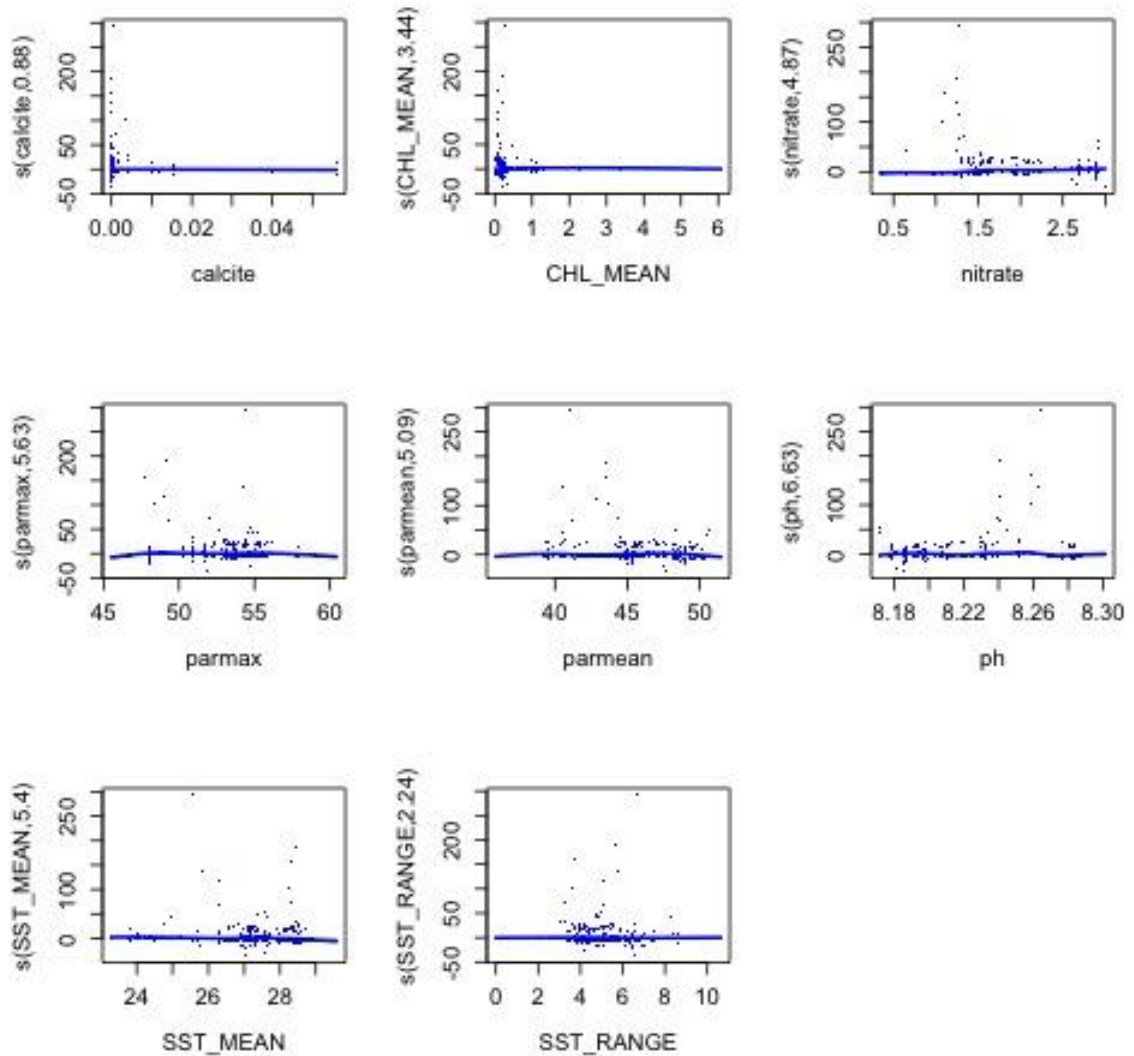 s(calcite,0.88)
200
50
-50
0.00 0.02 0.04
calcite
s(CHL_MEAN,3.44)
200
50
-50
0 1 2 3 4 5 6
CHL_MEAN
s(nitrate,4.87)
250
100
0
0.5 1.5 2.5
nitrate
s(parmax,5.63)
200
50
-50
45 50 55 60
parmax
s(parmean,5.09)
250
100
0
40 45 50
parmean
s(ph,6.63)
250
100
0
8.18 8.22 8.26 8.30
ph
s(SST_MEAN,5.4)
250
100
0
24 26 28
SST_MEAN
s(SST_RANGE,2.24)
200
50
-50
0 2 4 6 8 10
SST_RANGE